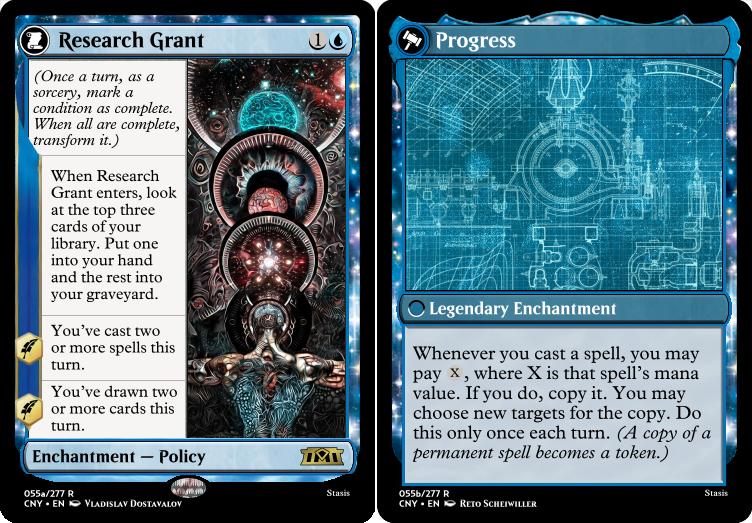 Research Grant
1
(Once a turn, as a
sorcery, mark a
condition as complete.
When all are complete,
transform it.)
When Research
Grant enters, look
at the top three
cards of your
library. Put one
into your hand
and the rest into
your graveyard.
You've cast two
or more spells this
turn.
You've drawn two
or more cards this
turn.
Enchantment — Policy
055a/277 R
CNY • EN Vladislav Dostavalov
Stasis
Progress
Legendary Enchantment
Whenever you cast a spell, you may
pay X, where X is that spell's mana
value. If you do, copy it. You may
choose new targets for the copy. Do
this only once each turn. (A copy of a
permanent spell becomes a token.)
055b/277 R
CNY • EN Reto Scheiwiller
Stasis